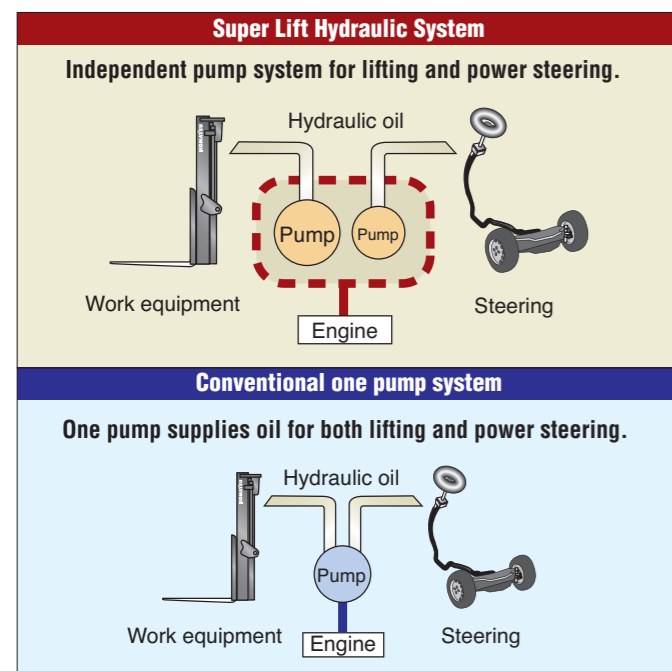 Super Lift Hydraulic System
Independent pump system for lifting and power steering.
Hydraulic oil
Pump
Pump
Work equipment
Steering
Engine
Conventional one pump system
One pump supplies oil for both lifting and power steering.
Hydraulic oil
Pump
Work equipment
Steering
Engine